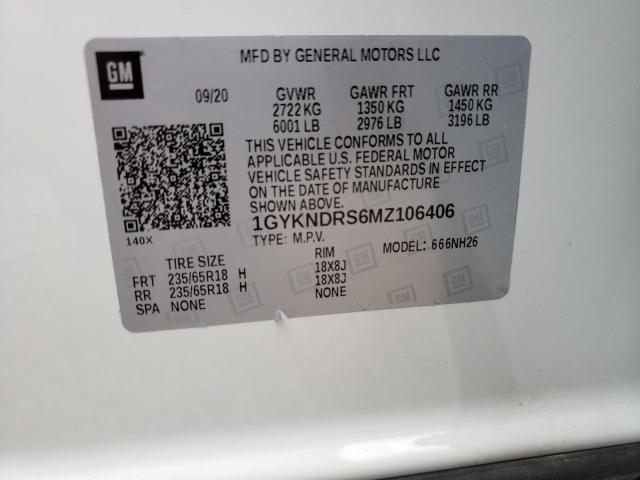 GM
MFD BY GENERAL MOTORS LLC
09/20 GVWR GAWR FRT GAWR RR
2722 KG 1350 KG 1450 KG
6001 LB 2976 LB 3196 LB
THIS VEHICLE CONFORMS TO ALL
APPLICABLE U.S. FEDERAL MOTOR
VEHICLE SAFETY STANDARDS IN EFFECT
ON THE DATE OF MANUFACTURE
SHOWN ABOVE.
1GYKNDRS6MZ106406
140X
TYPE: M.P.V. MODEL: 666NH26
TIRE SIZE RIM
FRT 235/65R18 H 18X8J
RR 235/65R18 H 18X8J
SPA NONE NONE